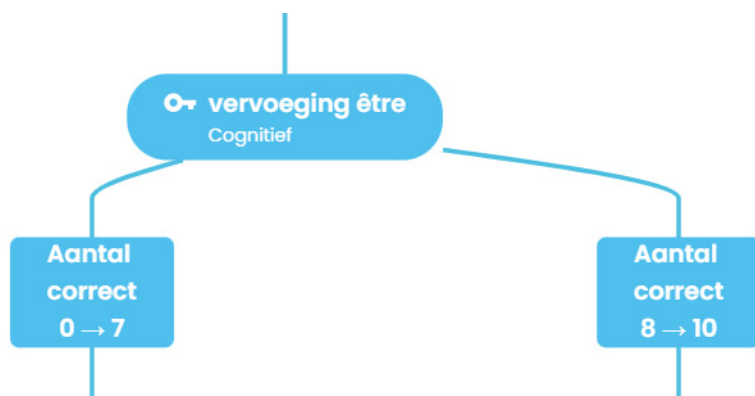 vervoeging être
Cognitief
Aantal
correct
0 → 7
Aantal
correct
8 → 10